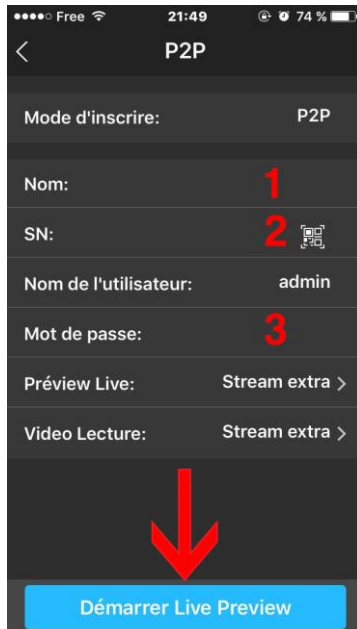 Free 21:49 74 %
P2P
Mode d'inscrire: P2P
Nom: 1
SN: 2
Nom de l'utilisateur: admin
Mot de passe: 3
Préview Live: Stream extra >
Video Lecture: Stream extra >
Démarrer Live Preview